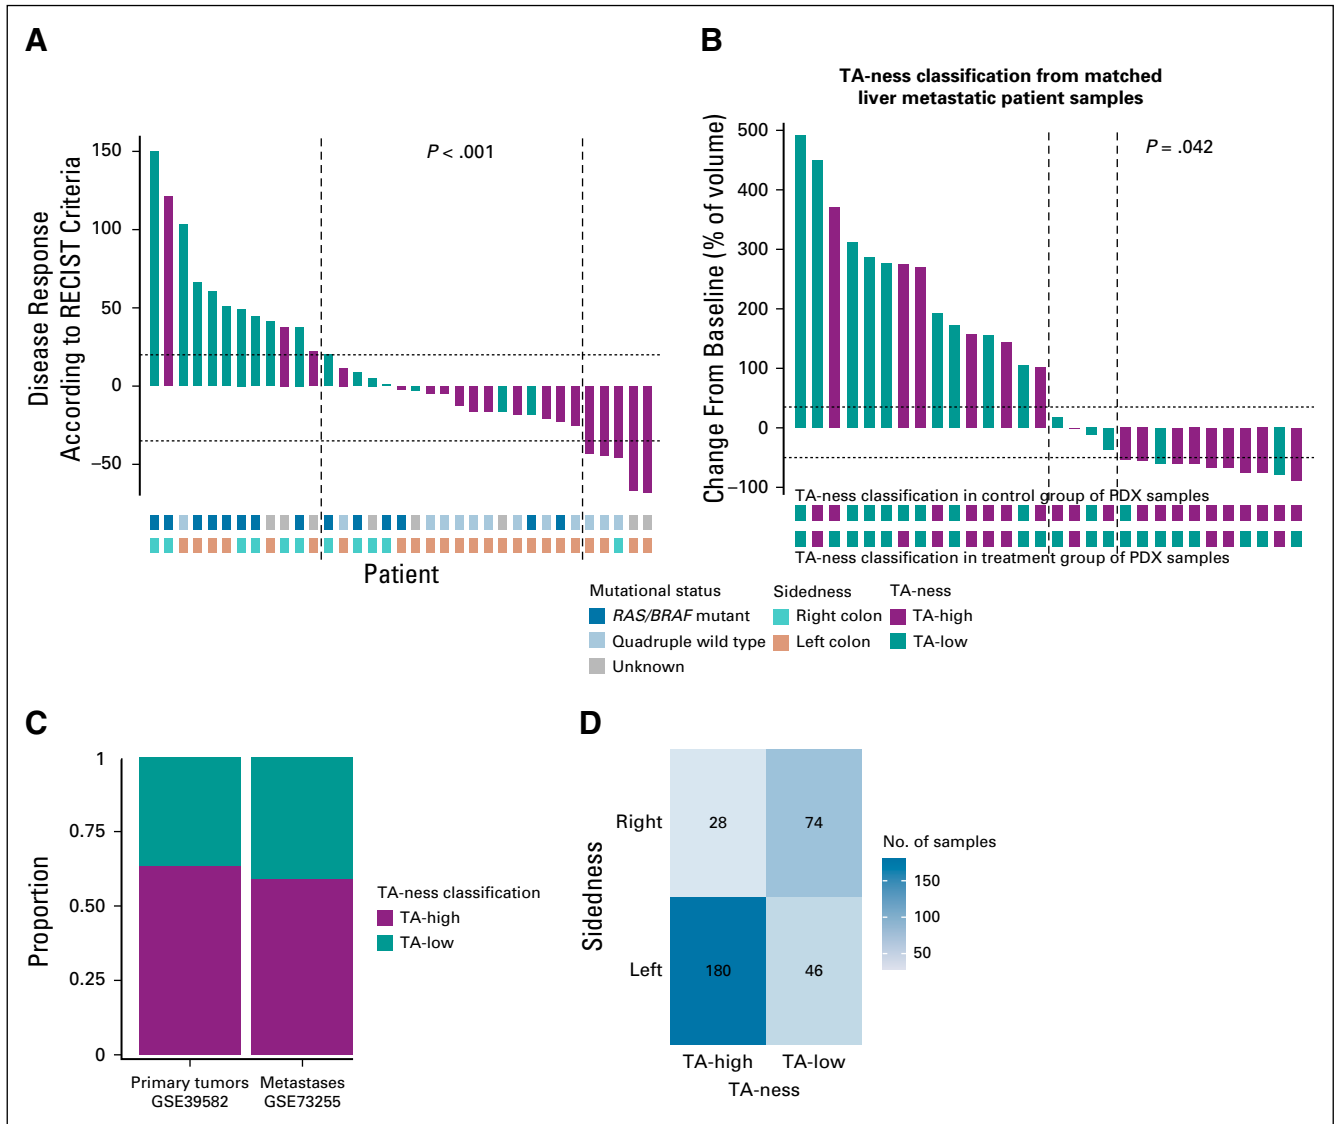 A
Disease Response
According to RECIST Criteria
150
100
50
0
−50
P < .001
Patient
B
TA-ness classification from matched
liver metastatic patient samples
Change From Baseline (% of volume)
500
400
300
200
100
0
−100
P = .042
TA-ness classification in control group of PDX samples
TA-ness classification in treatment group of PDX samples
Mutational status
RAS/BRAF mutant
Quadruple wild type
Unknown
Sidedness
Right colon
Left colon
TA-ness
TA-high
TA-low
C
Proportion
1
0.75
0.50
0.25
0
Primary tumors
GSE39582
Metastases
GSE73255
TA-ness classification
TA-high
TA-low
D
Sidedness
Right
Left
28
74
180
46
TA-high
TA-low
TA-ness
No. of samples
150
100
50